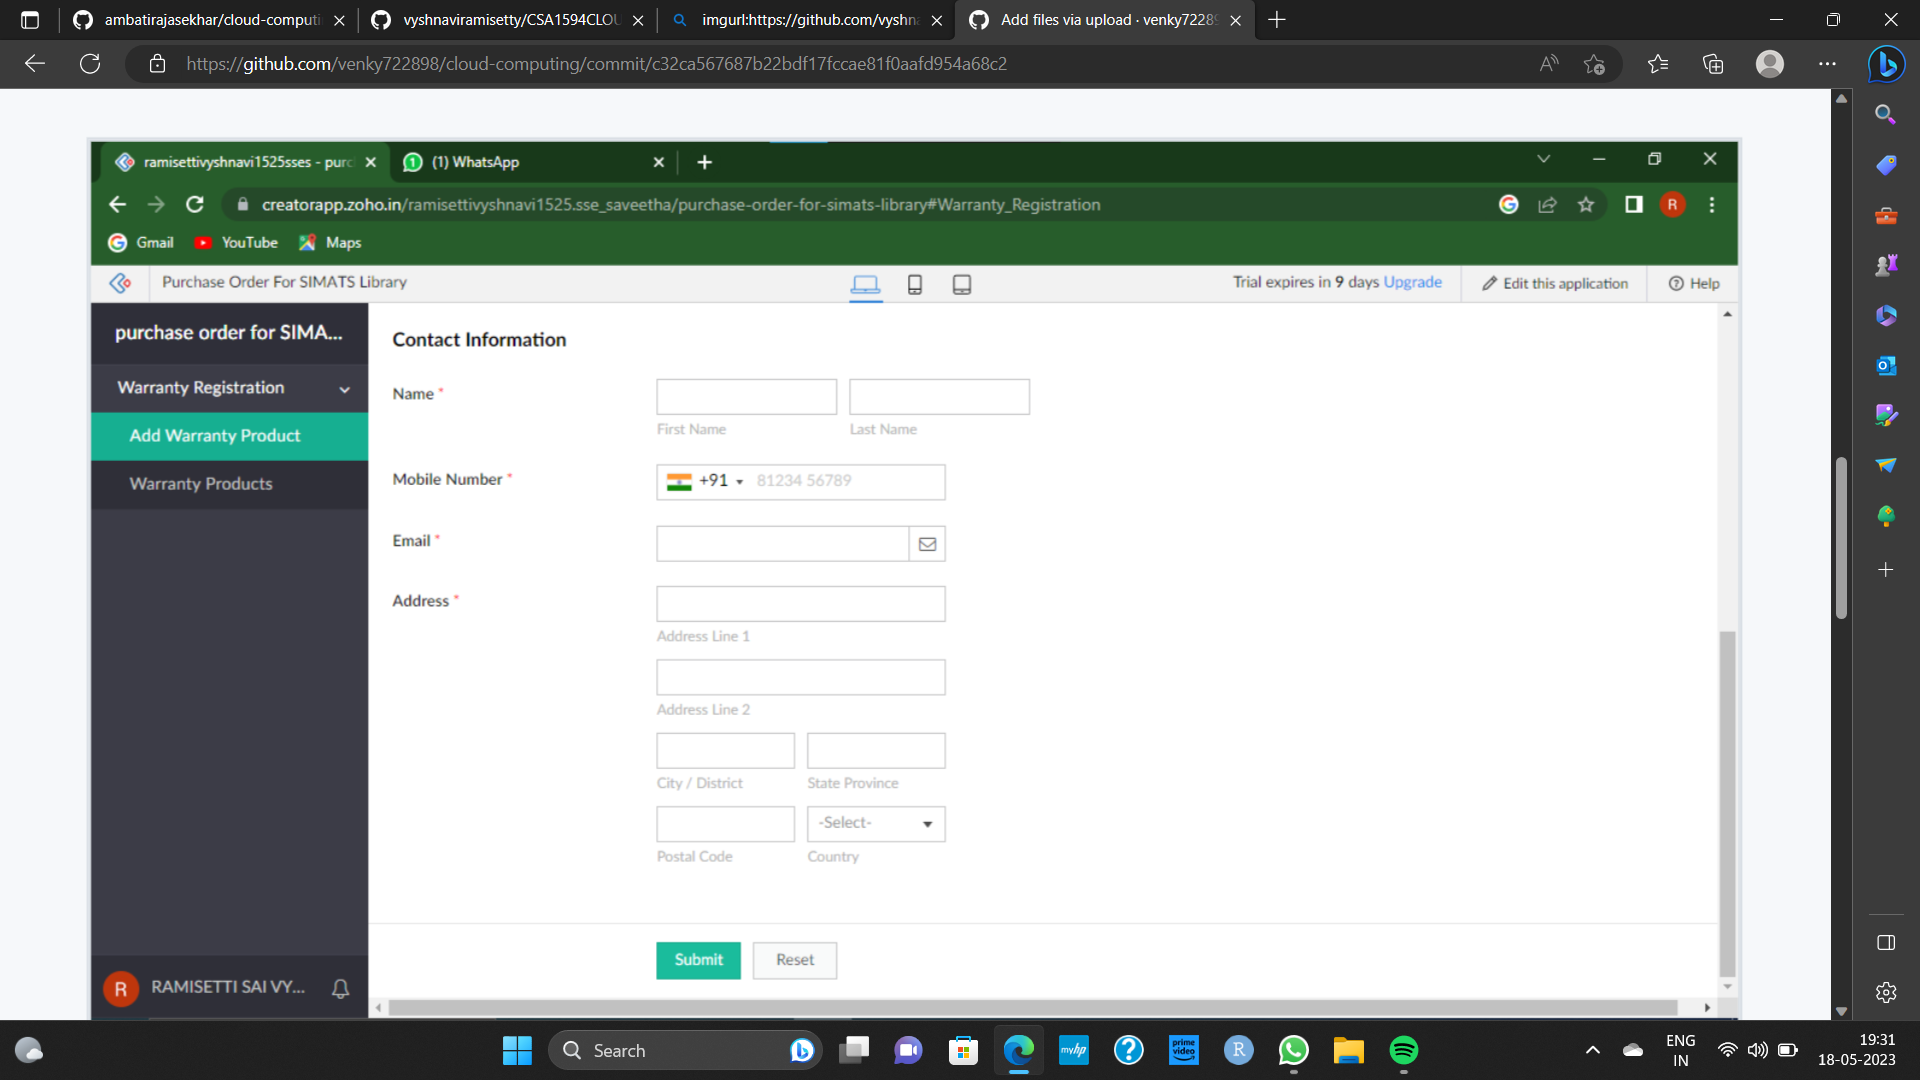 ambatirajasekhar/cloud-computi
vyshnaviramisetty/CSA1594CLOU
imgurl:https://github.com/vyshna
Add files via upload · venky72289
https://github.com/venky722898/cloud-computing/commit/c32ca567687b22bdf17fccae81f0aafd954a68c2
ramisettivyshnavi1525sses - purc
(1) WhatsApp
creatorapp.zoho.in/ramisettivyshnavi1525.sse_saveetha/purchase-order-for-simats-library#Warranty_Registration
R
Gmail
YouTube
Maps
Purchase Order For SIMATS Library
Trial expires in 9 days Upgrade
Edit this application
Help
purchase order for SIMA...
Warranty Registration
Add Warranty Product
Warranty Products
Contact Information
Name *
First Name
Last Name
Mobile Number *
+91
81234 56789
Email *
Address *
Address Line 1
Address Line 2
City / District
State Province
-Select-
Postal Code
Country
Submit
Reset
R
RAMISETTI SAI VY...
Search
myhp
prime video
R
ENG
IN
19:31
18-05-2023